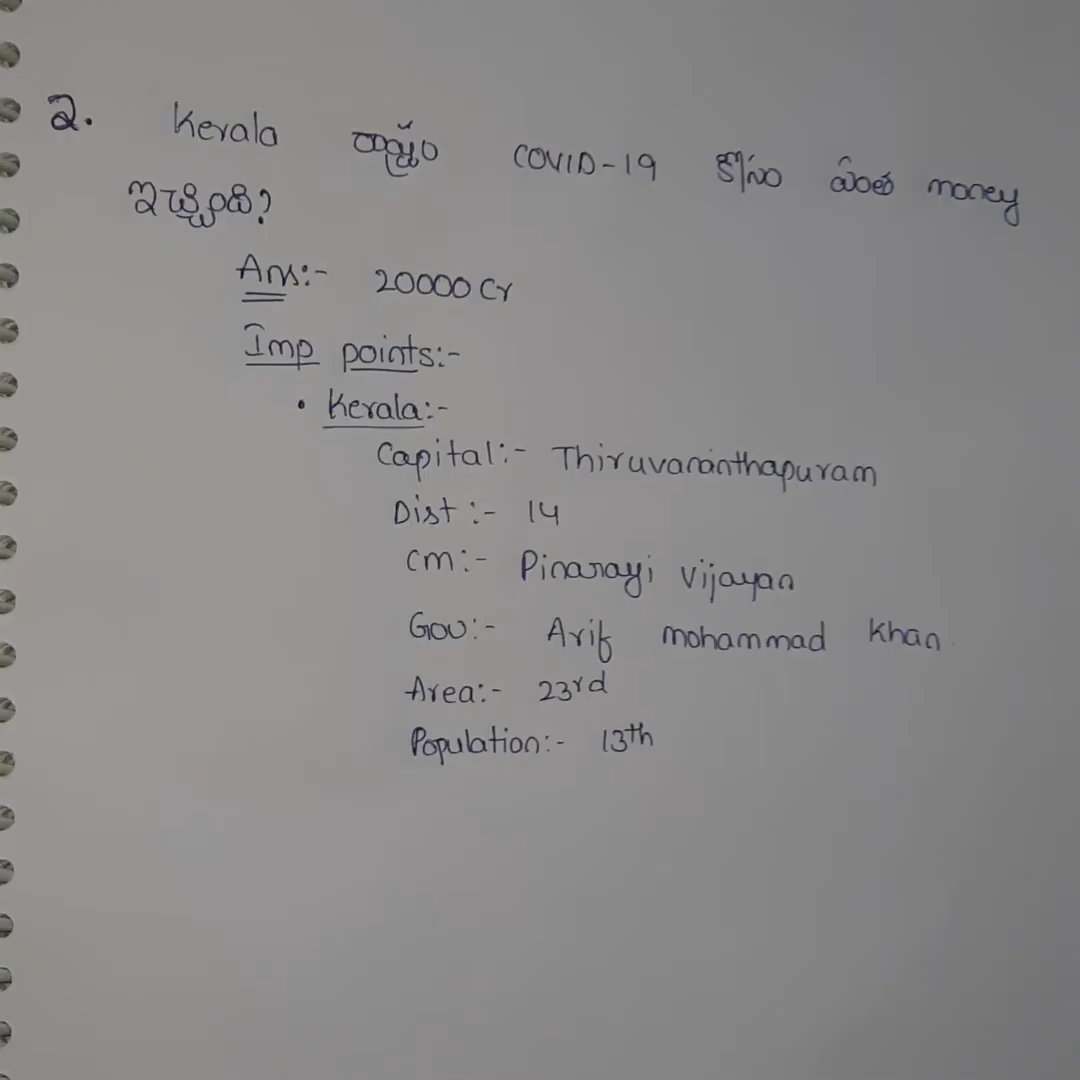 2. Kerala రాష్ట్రం COVID-19 కోసం ఎంత money
ఇచ్చింది?
Ans:- 20000 Cr
Imp points:-
• Kerala:-
Capital:- Thiruvananthapuram
Dist :- 14
CM:- Pinarayi Vijayan
Gov:- Arif mohammad Khan.
Area:- 23rd
Population:- 13th